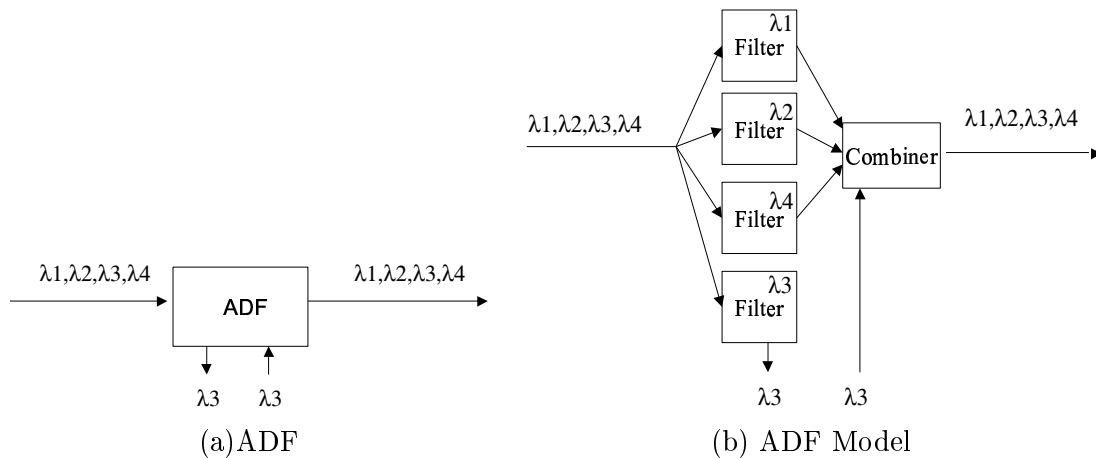 λ1,λ2,λ3,λ4
ADF
λ1,λ2,λ3,λ4
λ3
λ3
(a)ADF
λ1,λ2,λ3,λ4
λ1
Filter
λ2
Filter
λ4
Filter
λ3
Filter
Combiner
λ1,λ2,λ3,λ4
λ3
λ3
(b) ADF Model